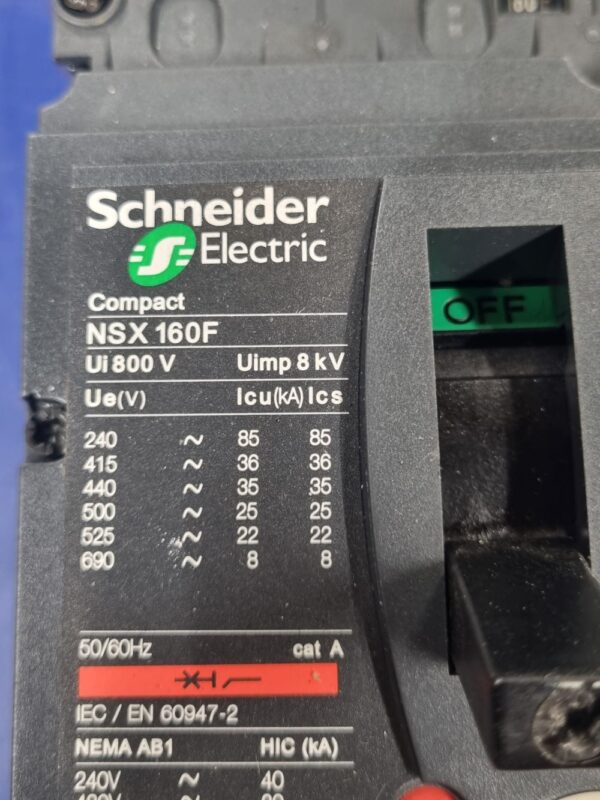 Schneider
Electric
Compact
NSX 160F
Ui 800 V Uimp 8 kV
Ue(V) Icu(kA) Ics
240 ~ 85 85
415 ~ 36 36
440 ~ 35 35
500 ~ 25 25
525 ~ 22 22
690 ~ 8 8
50/60Hz cat A
IEC / EN 60947-2
NEMA AB1 HIC (kA)
240V ~ 40
OFF